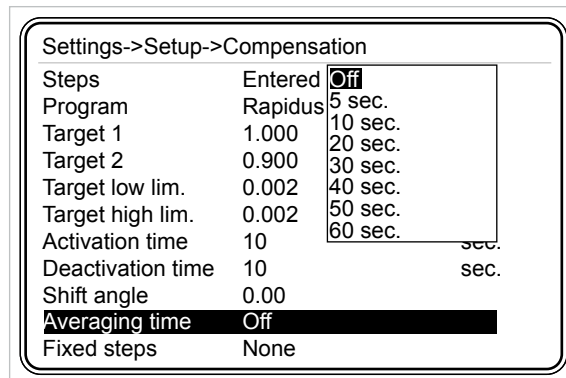 Settings->Setup->Compensation
Steps Entered Off
Program Rapidus 5 sec.
Target 1 1.000 10 sec.
Target 2 0.900 20 sec.
Target low lim. 0.002 30 sec.
40 sec.
Target high lim. 0.002 50 sec.
60 sec.
Activation time 10 sec.
Deactivation time 10 sec.
Shift angle 0.00
Averaging time Off
Fixed steps None